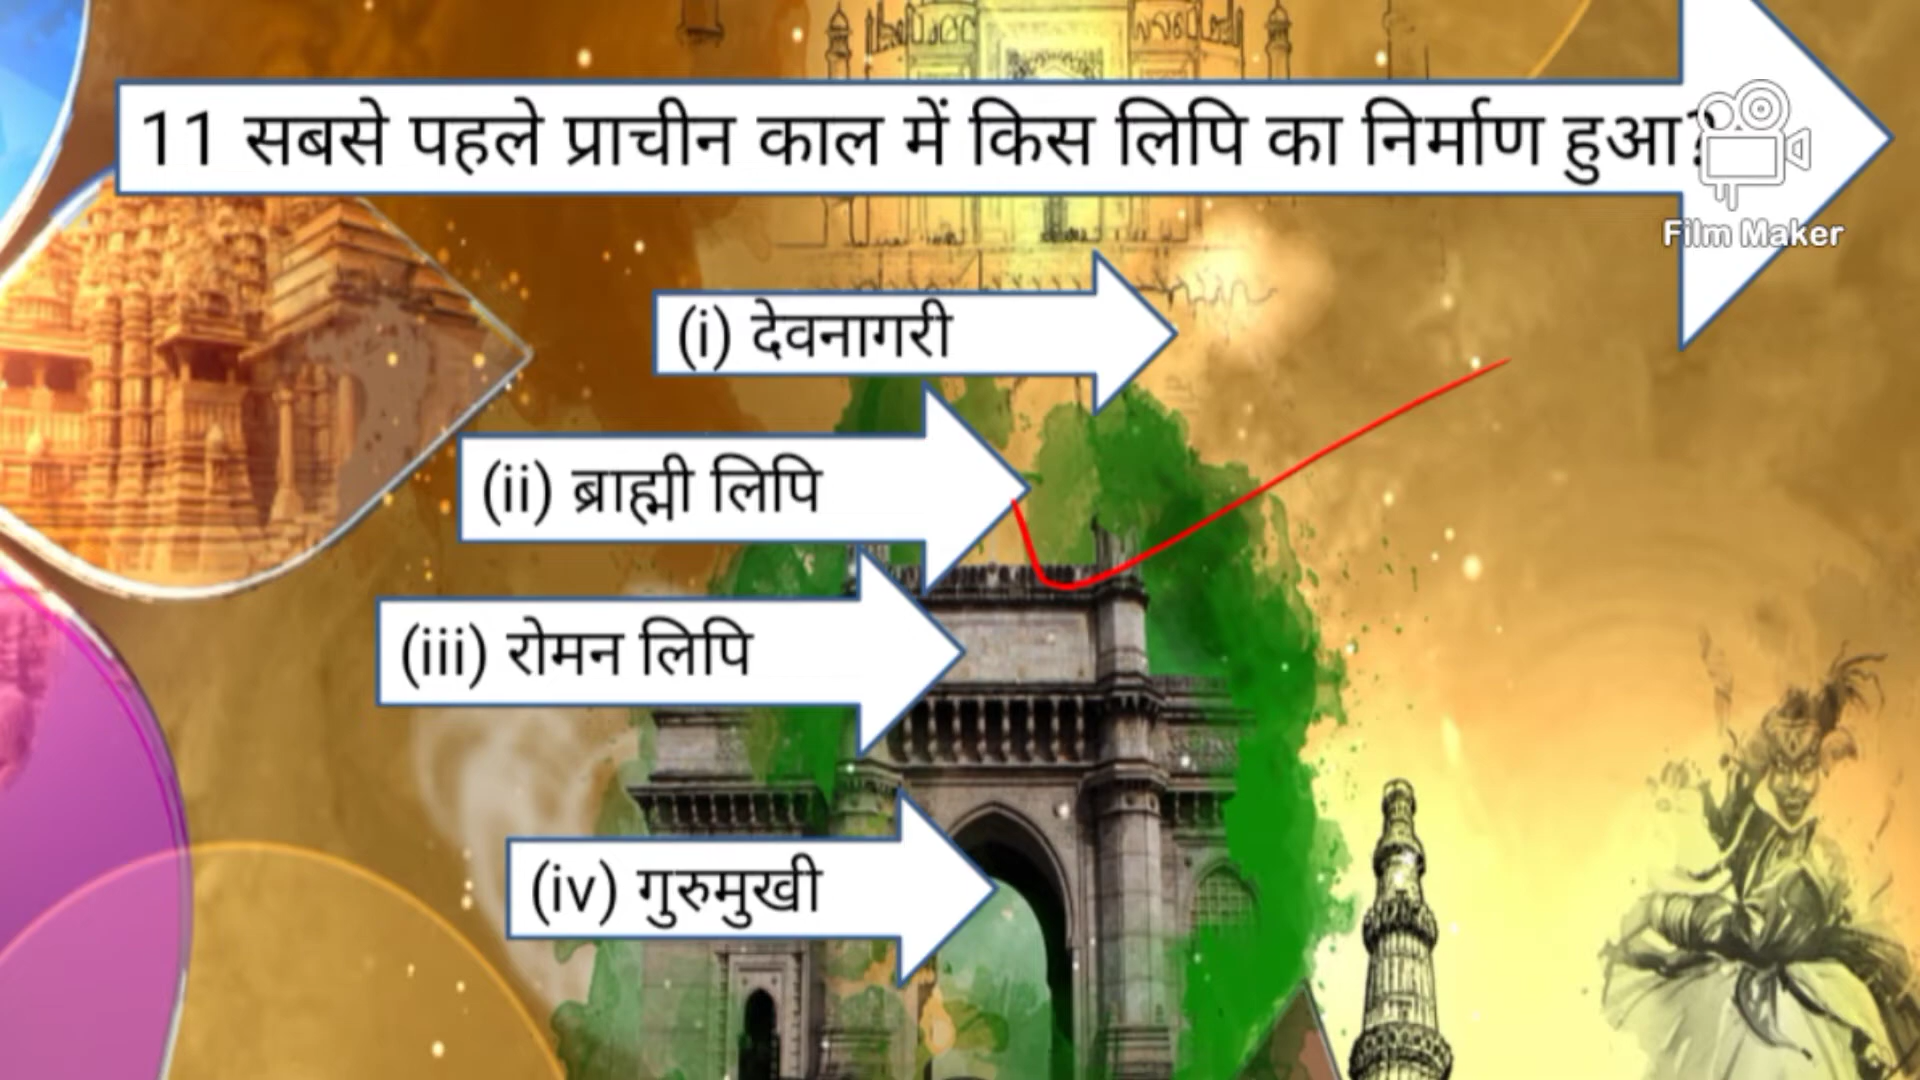 11 सबसे पहले प्राचीन काल में किस लिपि का निर्माण हुआ?
Film Maker
(i) देवनागरी
(ii) ब्राह्मी लिपि
(iii) रोमन लिपि
(iv) गुरुमुखी